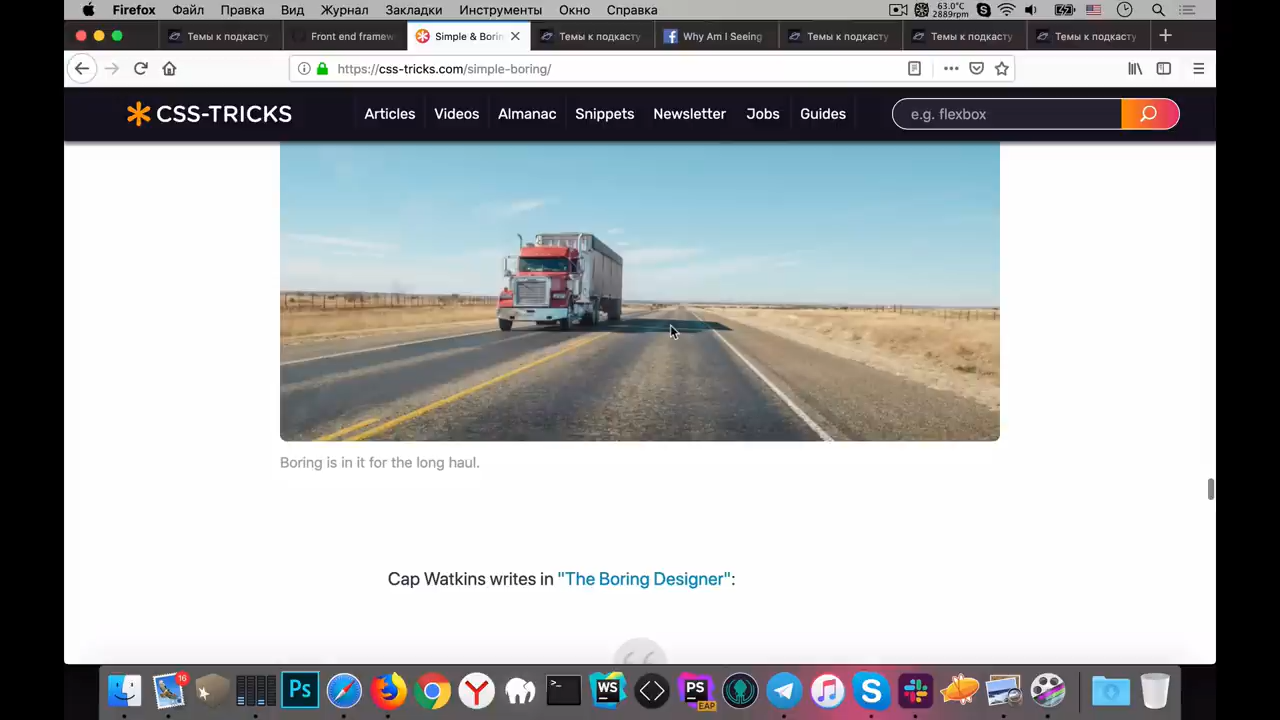 Firefox Файл Правка Вид Журнал Закладки Инструменты Окно Справка 63.0°C 2889rpm
Темы к подкасту Front end framew Simple & Borin Темы к подкасту Why Am I Seeing Темы к подкасту Темы к подкасту Темы к подкасту
https://css-tricks.com/simple-boring/
CSS-TRICKS Articles Videos Almanac Snippets Newsletter Jobs Guides e.g. flexbox
Boring is in it for the long haul.
Cap Watkins writes in "The Boring Designer":
16 Ps WS PS EAP